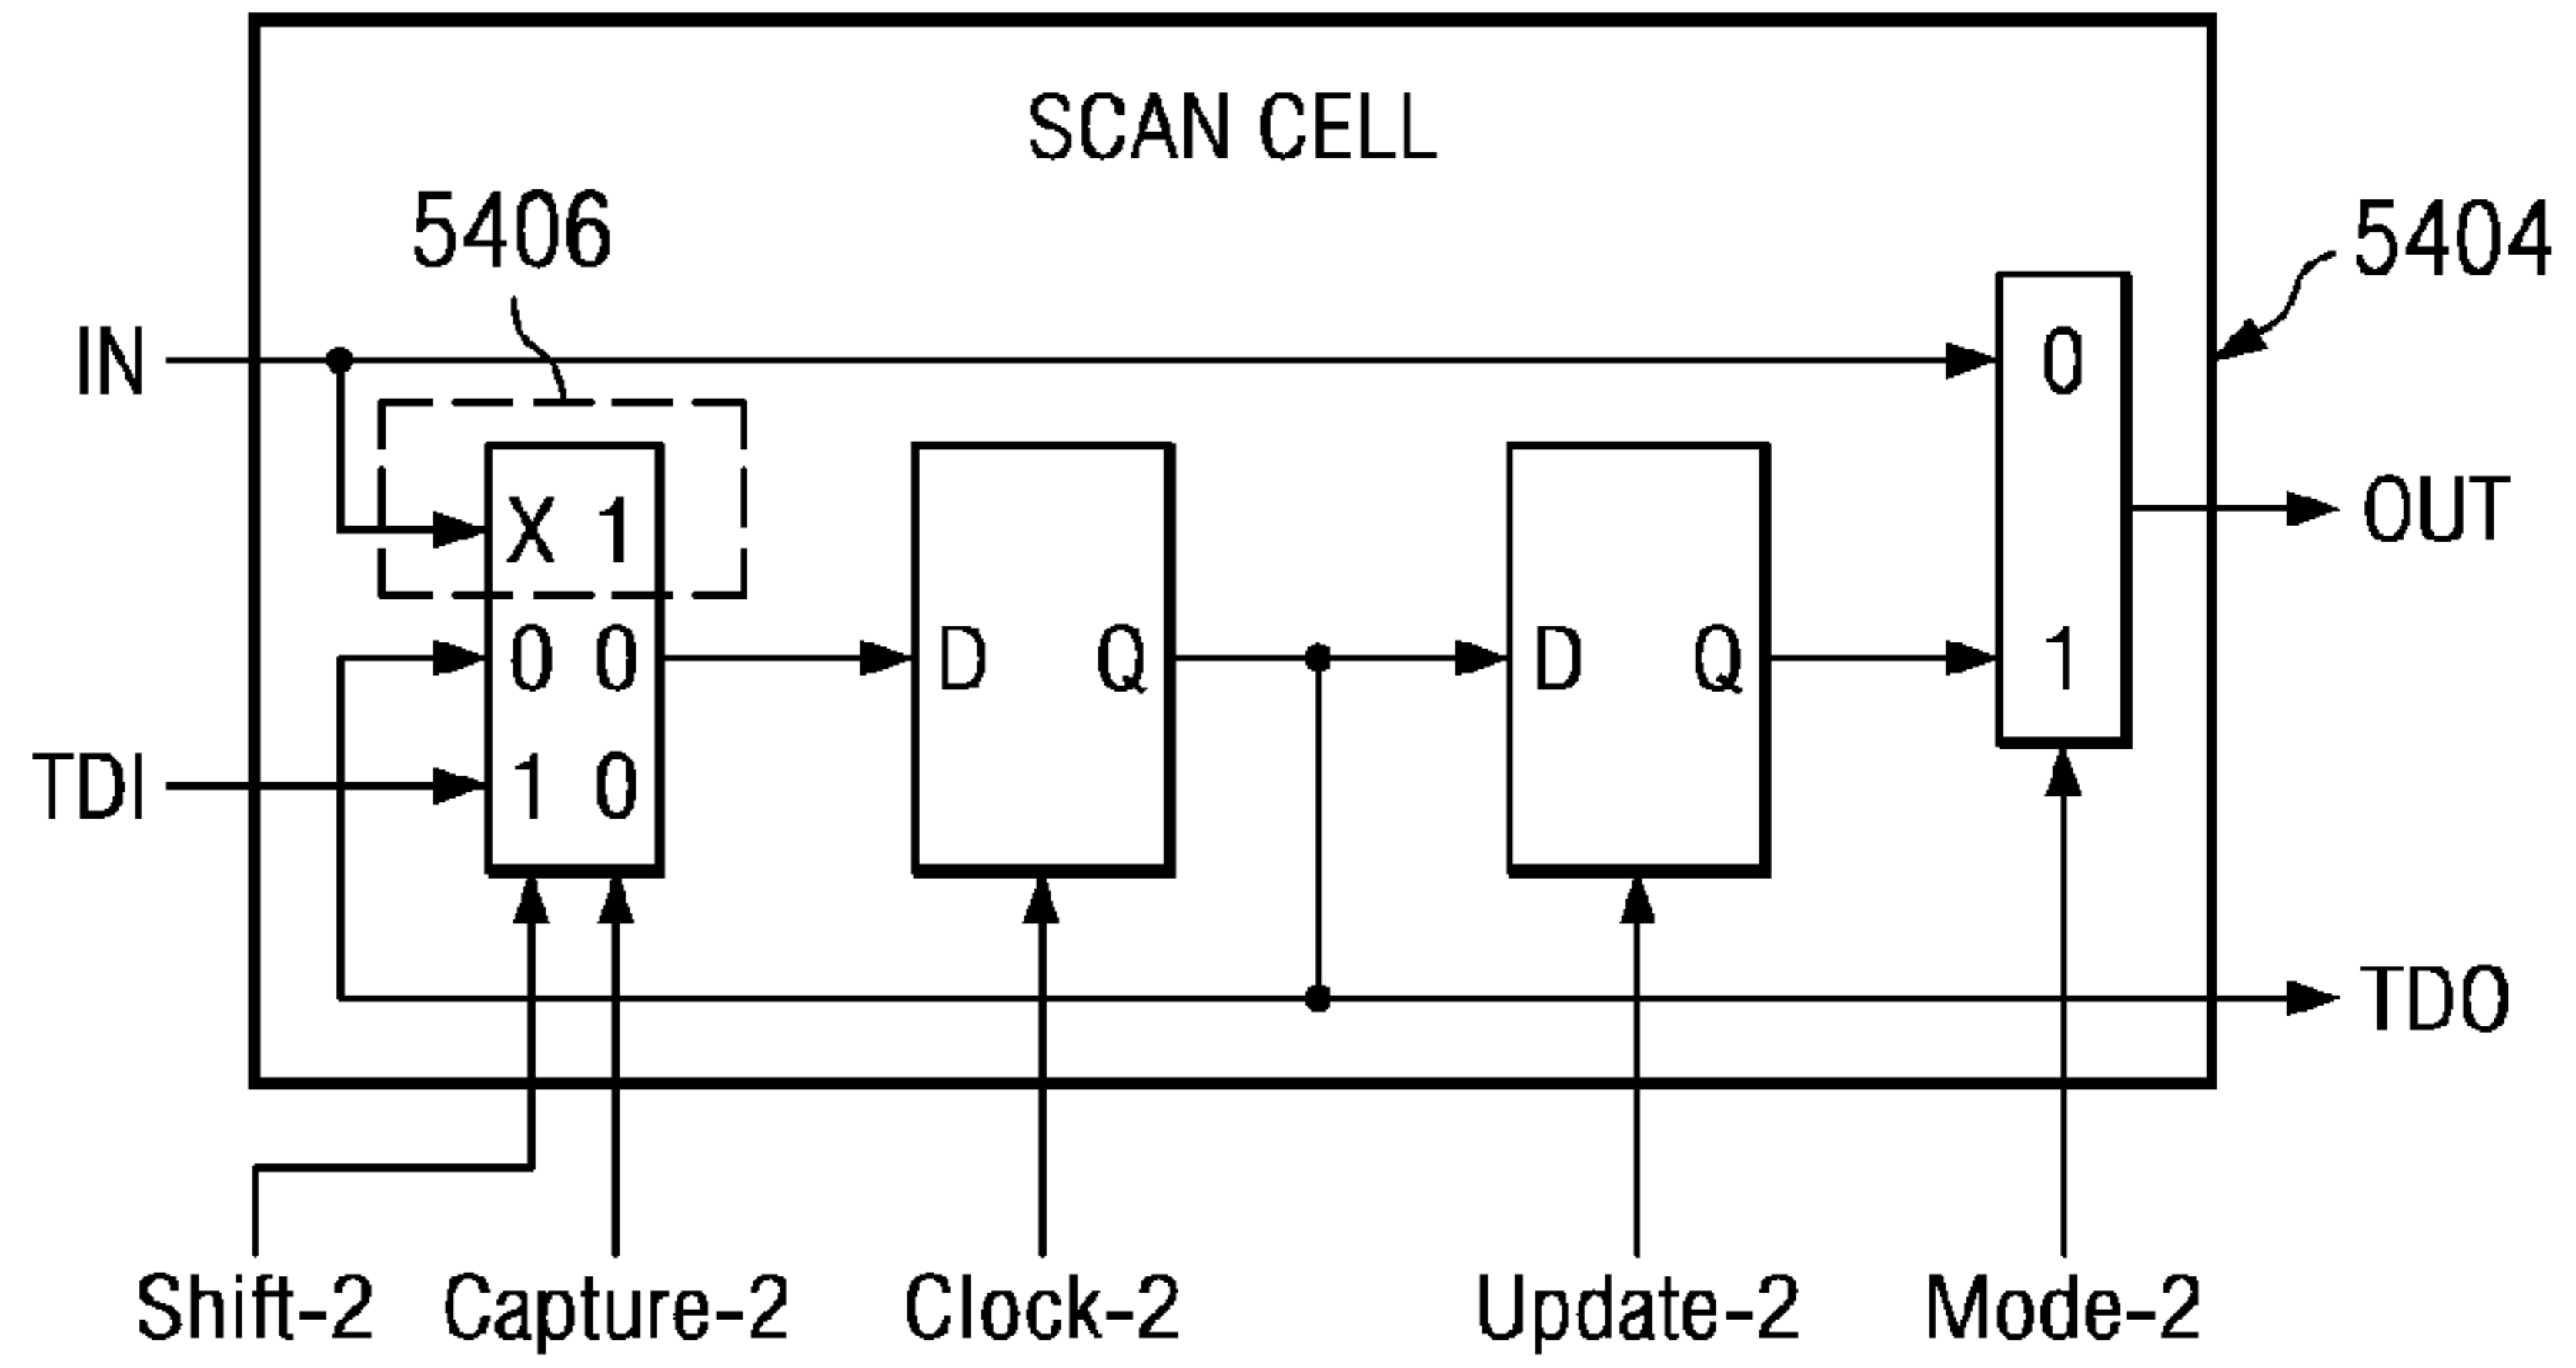 SCAN CELL
5406
5404
IN
0
X 1
OUT
0 0
D Q
D Q
1
TDI
1 0
TDO
Shift-2
Capture-2
Clock-2
Update-2
Mode-2